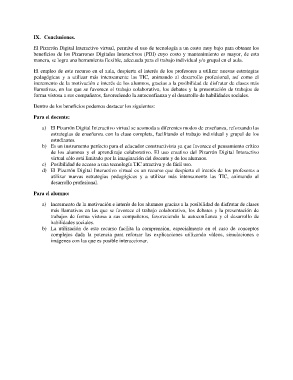 IX. Conclusiones.
El Pizarrón Digital Interactivo virtual, permite el uso de tecnología a un costo muy bajo para obtener los
beneficios de los Pizarrones Digitales Interactivos (PDI) cuyo costo y mantenimiento es mayor, de esta
manera, se logra una herramienta flexible, adecuada para el trabajo individual y/o grupal en el aula.
El empleo de este recurso en el aula, despierta el interés de los profesores a utilizar nuevas estrategias
pedagógicas y a utilizar más intensamente las TIC, animando al desarrollo profesional, así como el
incremento de la motivación e interés de los alumnos, gracias a la posibilidad de disfrutar de clases más
llamativas, en las que se favorece el trabajo colaborativo, los debates y la presentación de trabajos de
forma vistosa a sus compañeros, favoreciendo la autoconfianza y el desarrollo de habilidades sociales.
Dentro de los beneficios podemos destacar los siguientes:
Para el docente:
a) El Pizarrón Digital Interactivo virtual se acomoda a diferentes modos de enseñanza, reforzando las
estrategias de enseñanza con la clase completa, facilitando el trabajo individual y grupal de los
estudiantes.
b) Es un instrumento perfecto para el educador constructivista ya que favorece el pensamiento crítico
de los alumnos y el aprendizaje colaborativo. El uso creativo del Pizarrón Digital Interactivo
virtual sólo está limitado por la imaginación del docente y de los alumnos.
c) Posibilidad de acceso a una tecnología TIC atractiva y de fácil uso.
d) El Pizarrón Digital Interactivo virtual es un recurso que despierta el interés de los profesores a
utilizar nuevas estrategias pedagógicas y a utilizar más intensamente las TIC, animando al
desarrollo profesional.
Para el alumno:
a) Incremento de la motivación e interés de los alumnos gracias a la posibilidad de disfrutar de clases
más llamativas en las que se favorece el trabajo colaborativo, los debates y la presentación de
trabajos de forma vistosa a sus compañeros, favoreciendo la autoconfianza y el desarrollo de
habilidades sociales.
b) La utilización de este recurso facilita la comprensión, especialmente en el caso de conceptos
complejos dada la potencia para reforzar las explicaciones utilizando vídeos, simulaciones e
imágenes con las que es posible interaccionar.